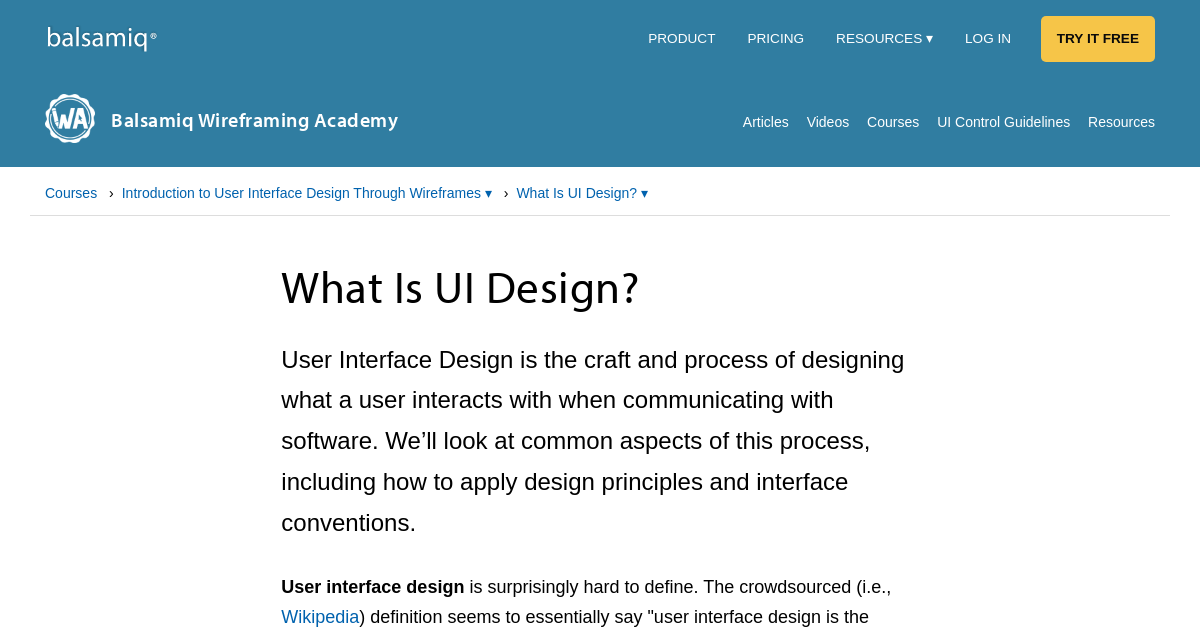 balsamiq®
PRODUCT PRICING RESOURCES ▾ LOG IN TRY IT FREE
WA Balsamiq Wireframing Academy
Articles Videos Courses UI Control Guidelines Resources
Courses › Introduction to User Interface Design Through Wireframes ▾ › What Is UI Design? ▾
What Is UI Design?
User Interface Design is the craft and process of designing
what a user interacts with when communicating with
software. We’ll look at common aspects of this process,
including how to apply design principles and interface
conventions.
User interface design is surprisingly hard to define. The crowdsourced (i.e.,
Wikipedia) definition seems to essentially say "user interface design is the